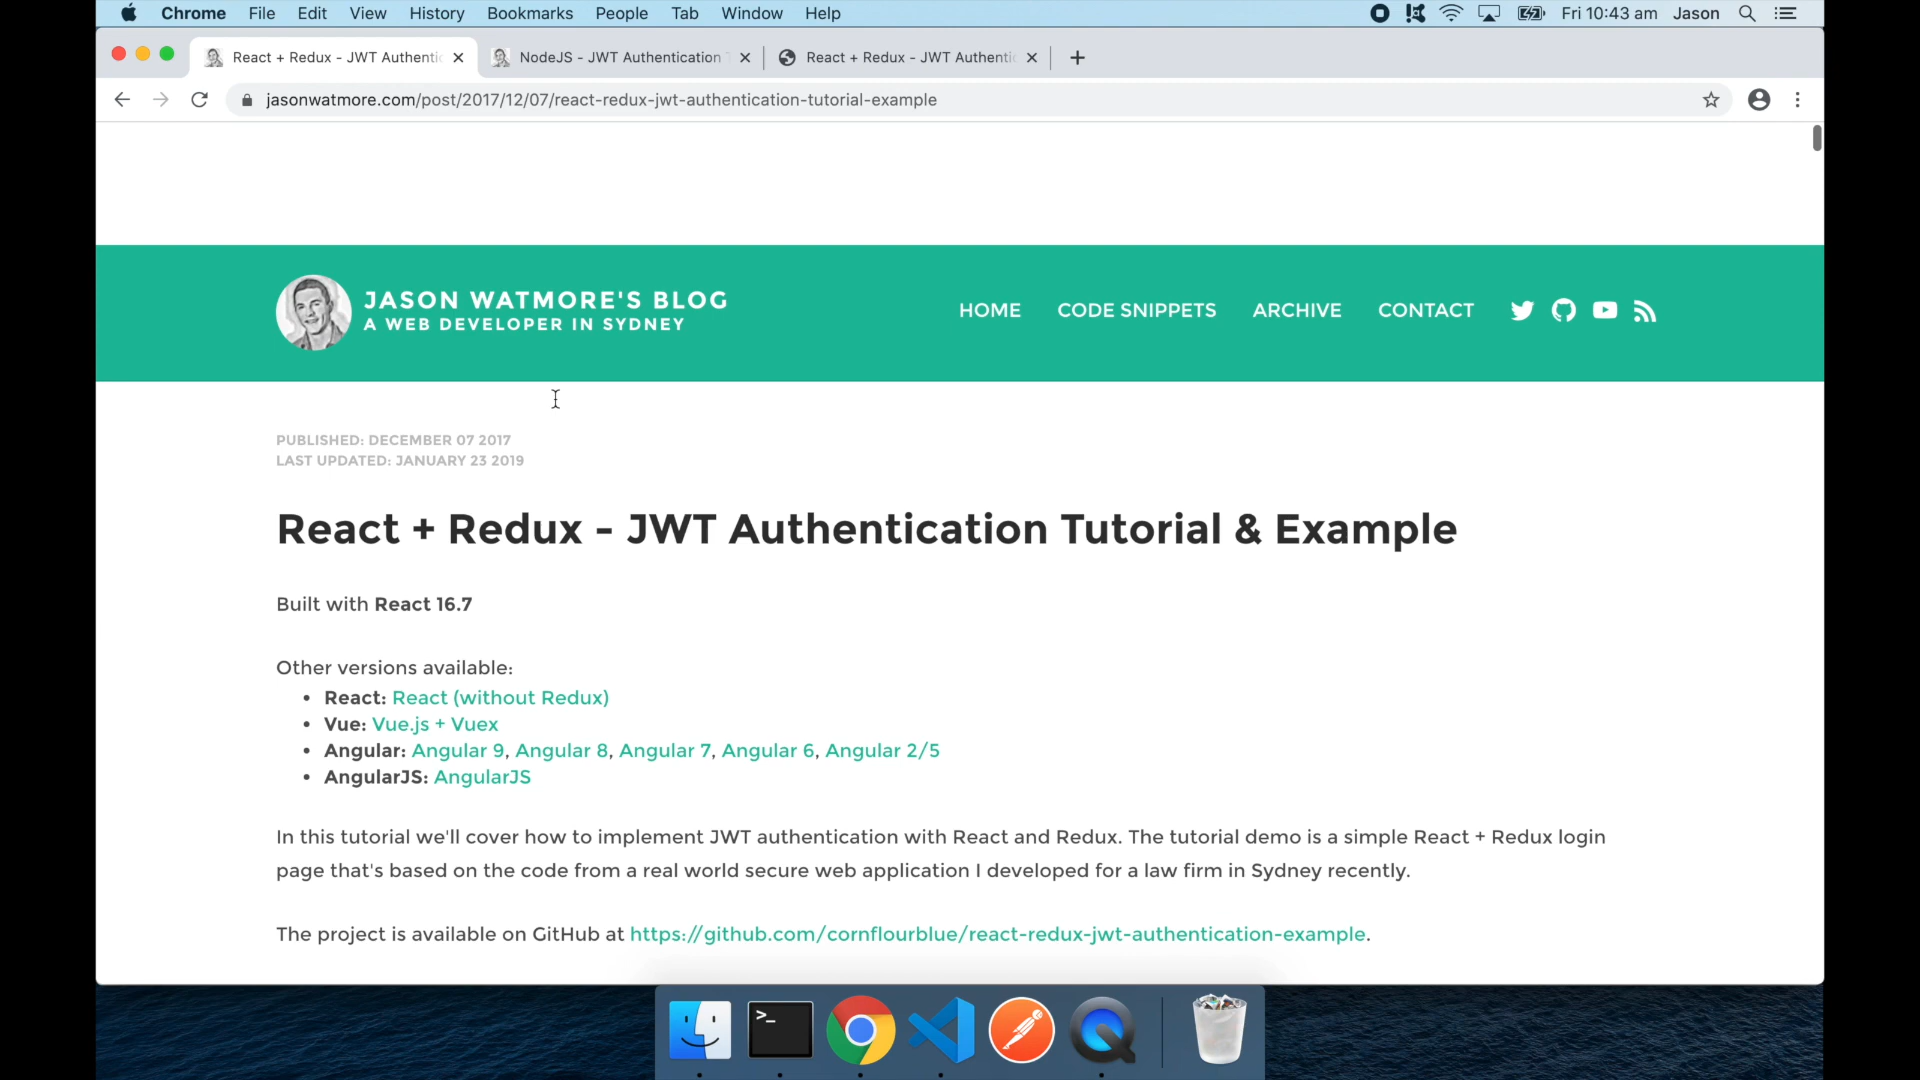 Chrome File Edit View History Bookmarks People Tab Window Help Fri 10:43 am Jason
React + Redux - JWT Authentic NodeJS - JWT Authentication React + Redux - JWT Authentic
jasonwatmore.com/post/2017/12/07/react-redux-jwt-authentication-tutorial-example
JASON WATMORE'S BLOG
A WEB DEVELOPER IN SYDNEY
HOME CODE SNIPPETS ARCHIVE CONTACT
PUBLISHED: DECEMBER 07 2017
LAST UPDATED: JANUARY 23 2019
React + Redux - JWT Authentication Tutorial & Example
Built with React 16.7
Other versions available:
• React: React (without Redux)
• Vue: Vue.js + Vuex
• Angular: Angular 9, Angular 8, Angular 7, Angular 6, Angular 2/5
• AngularJS: AngularJS
In this tutorial we'll cover how to implement JWT authentication with React and Redux. The tutorial demo is a simple React + Redux login
page that's based on the code from a real world secure web application I developed for a law firm in Sydney recently.
The project is available on GitHub at https://github.com/cornflourblue/react-redux-jwt-authentication-example.